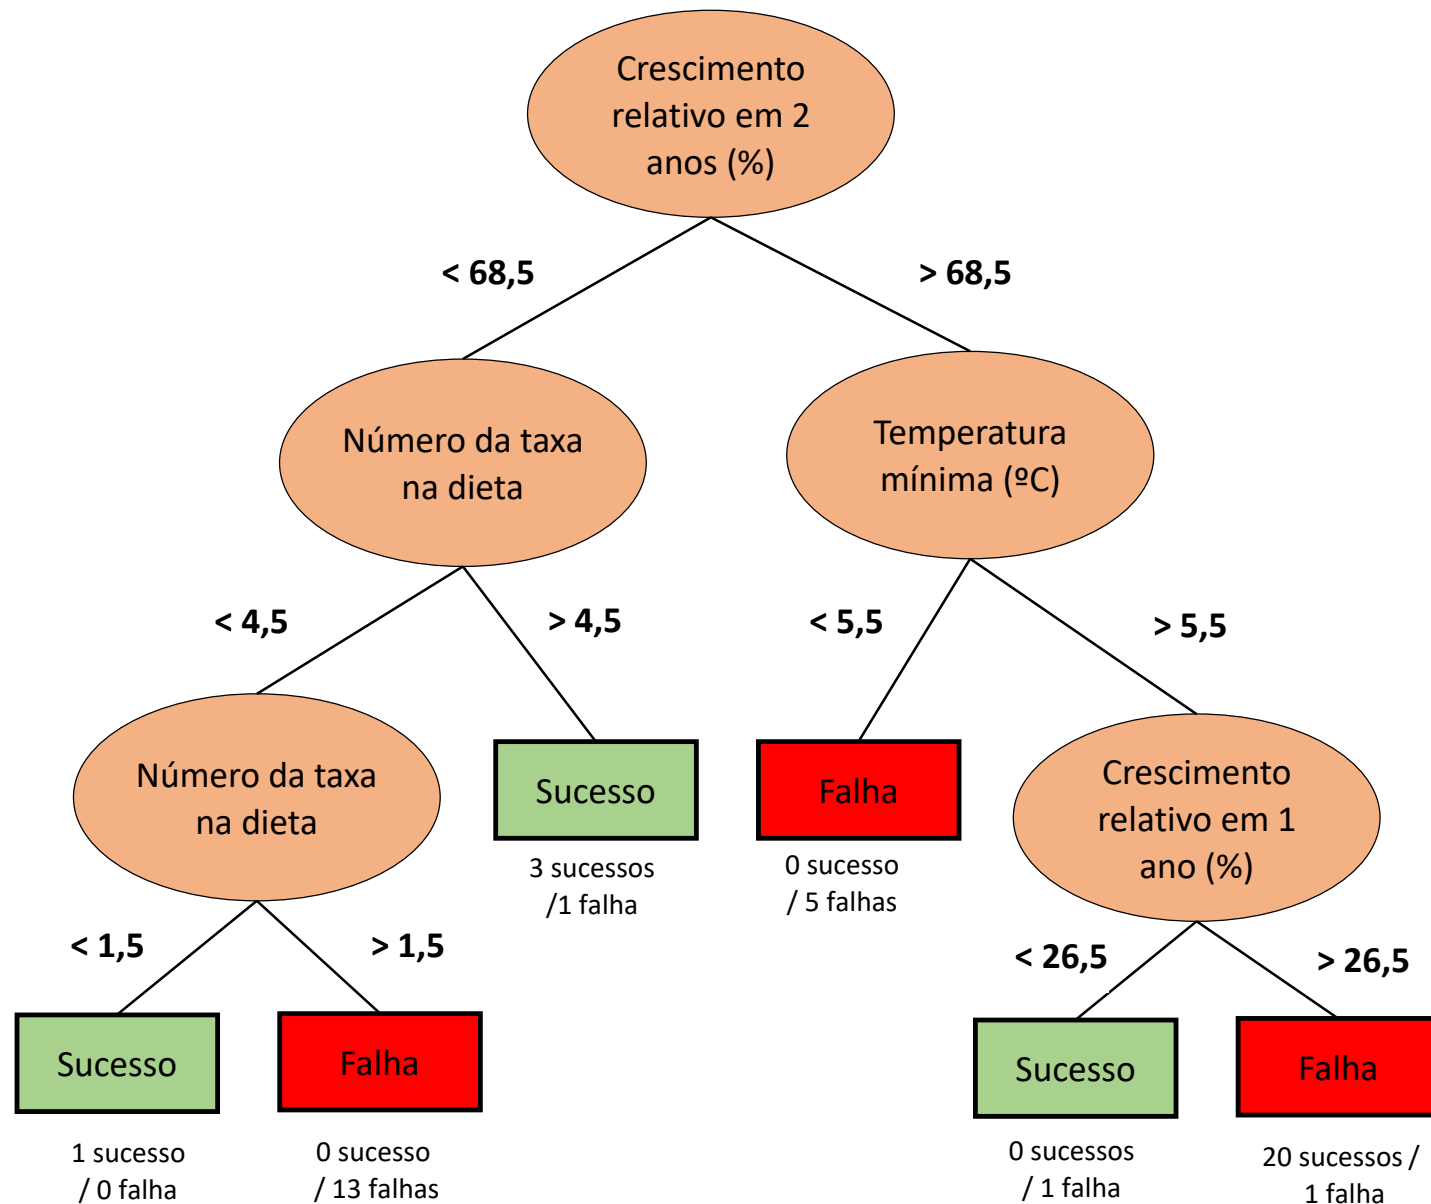 Crescimento
relativo em 2
anos (%)
< 68,5
> 68,5
Número da taxa
na dieta
Temperatura
mínima (ºC)
< 4,5
> 4,5
< 5,5
> 5,5
Número da taxa
na dieta
Sucesso
3 sucessos
/1 falha
Falha
0 sucesso
/ 5 falhas
Crescimento
relativo em 1
ano (%)
< 1,5
> 1,5
< 26,5
> 26,5
Sucesso
1 sucesso
/ 0 falha
Falha
0 sucesso
/ 13 falhas
Sucesso
0 sucessos
/ 1 falha
Falha
20 sucessos /
1 falha